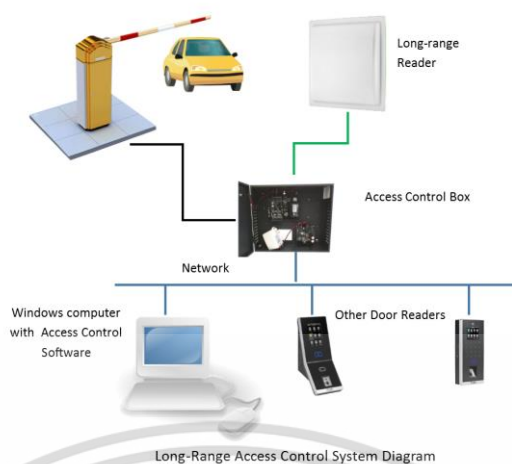 Long-range
Reader
Access Control Box
Network
Windows computer
with Access Control
Software
Other Door Readers
Long-Range Access Control System Diagram